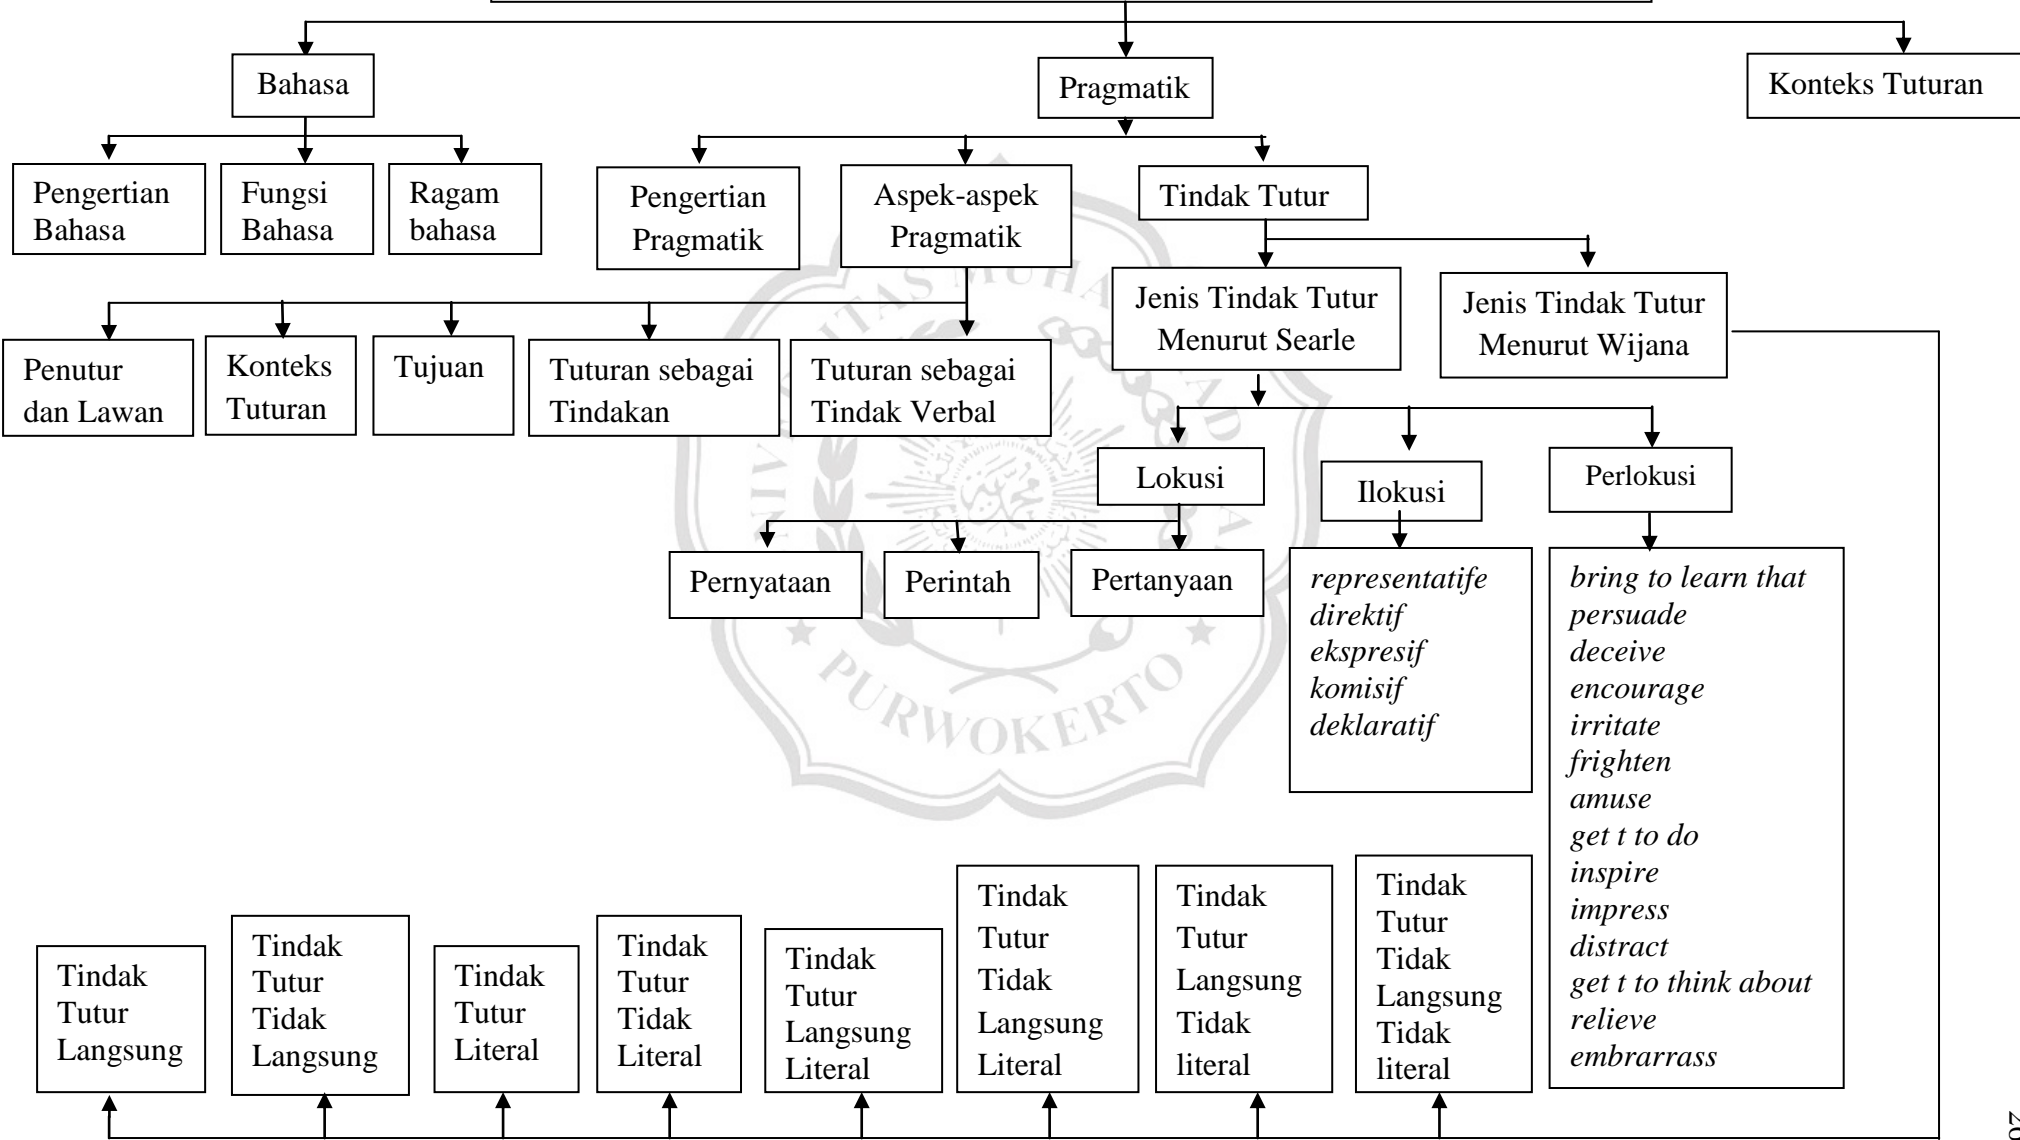 Bahasa
Pragmatik
Konteks Tuturan
Pengertian
Bahasa
Fungsi
Bahasa
Ragam
bahasa
Pengertian
Pragmatik
Aspek-aspek
Pragmatik
Tindak Tutur
Jenis Tindak Tutur
Menurut Searle
Jenis Tindak Tutur
Menurut Wijana
Penutur
dan Lawan
Konteks
Tuturan
Tujuan
Tuturan sebagai
Tindakan
Tuturan sebagai
Tindak Verbal
Lokusi
Ilokusi
Perlokusi
Pernyataan
Perintah
Pertanyaan
representatife
direktif
ekspresif
komisif
deklaratif
bring to learn that
persuade
deceive
encourage
irritate
frighten
amuse
get t to do
inspire
impress
distract
get t to think about
relieve
embrarrass
Tindak
Tutur
Langsung
Tindak
Tutur
Tidak
Langsung
Tindak
Tutur
Literal
Tindak
Tutur
Tidak
Literal
Tindak
Tutur
Langsung
Literal
Tindak
Tutur
Tidak
Langsung
Literal
Tindak
Tutur
Langsung
Tidak
literal
Tindak
Tutur
Tidak
Langsung
Tidak
literal
PURWOKERTO